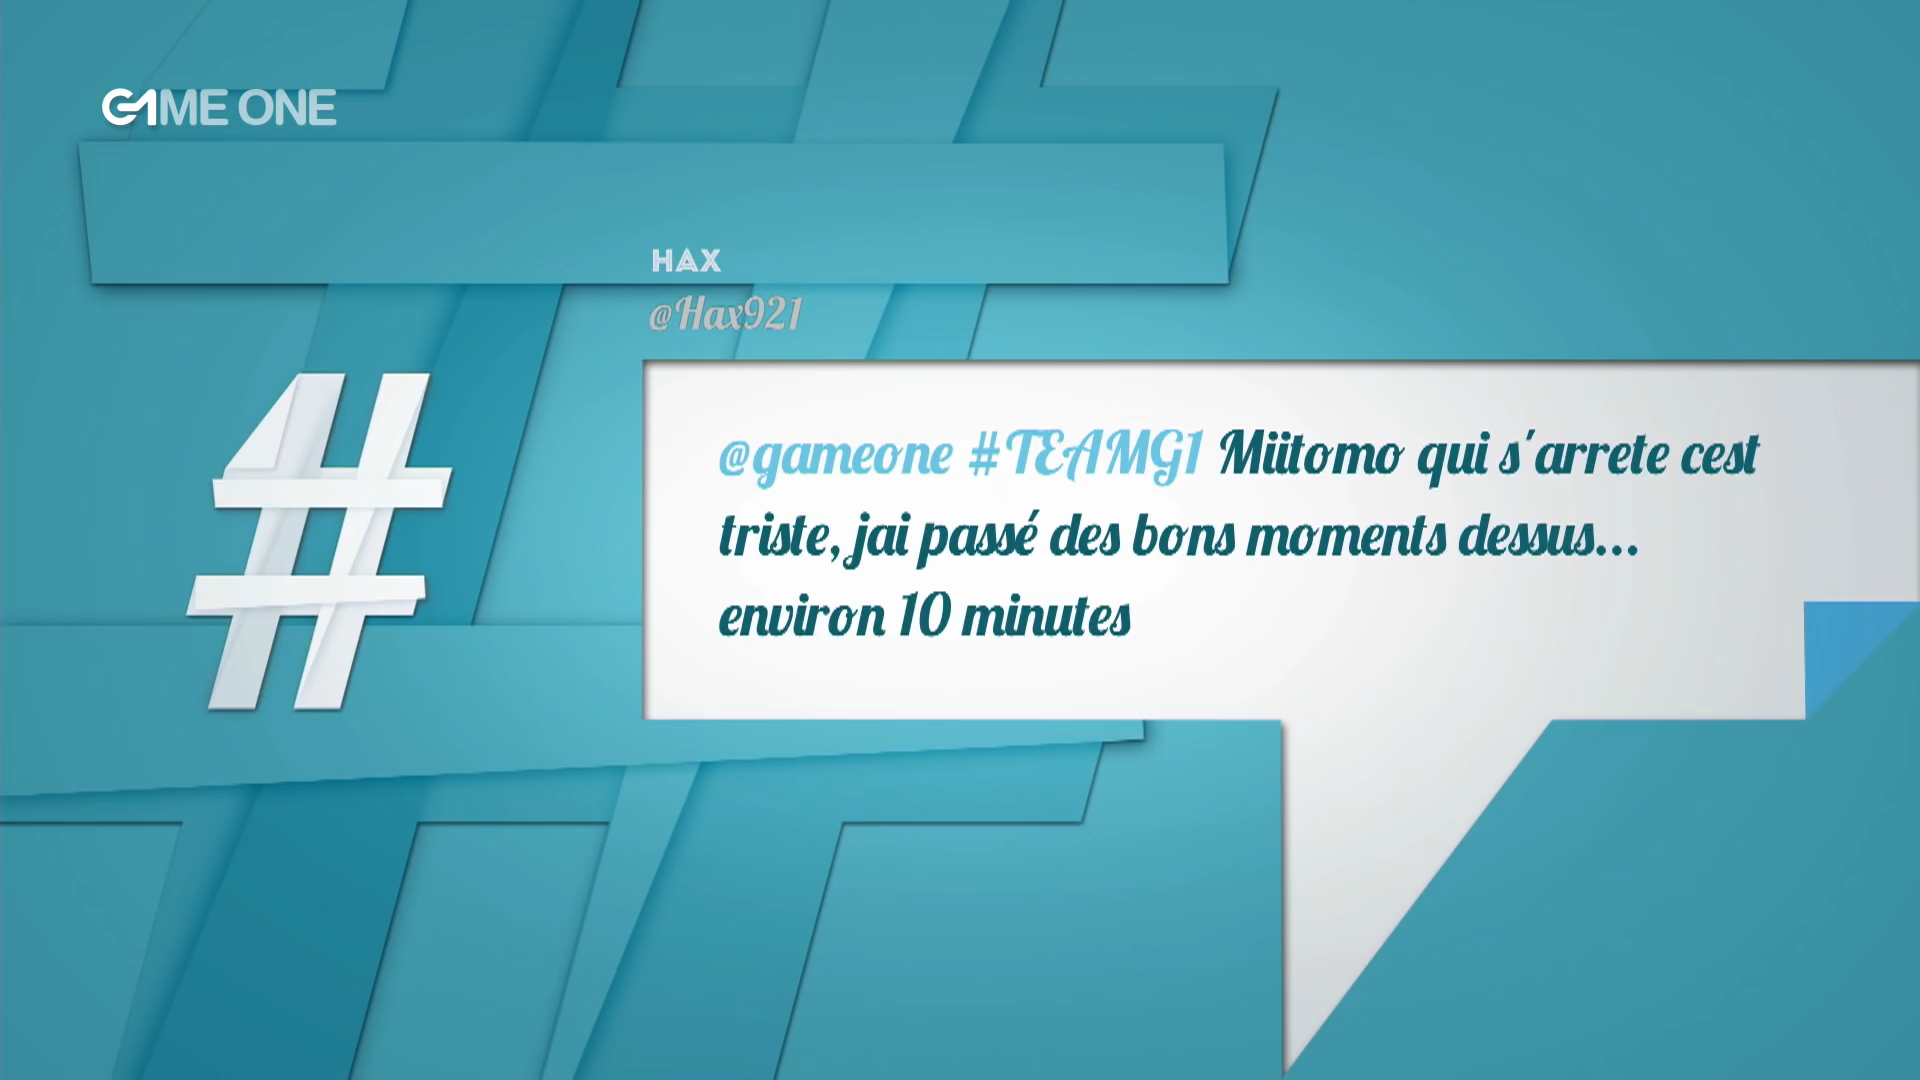 GAME ONE
HAX
@Hax921
@gameone #TEAMG1 Miitomo qui s'arrete cest
triste, jai passé des bons moments dessus...
environ 10 minutes